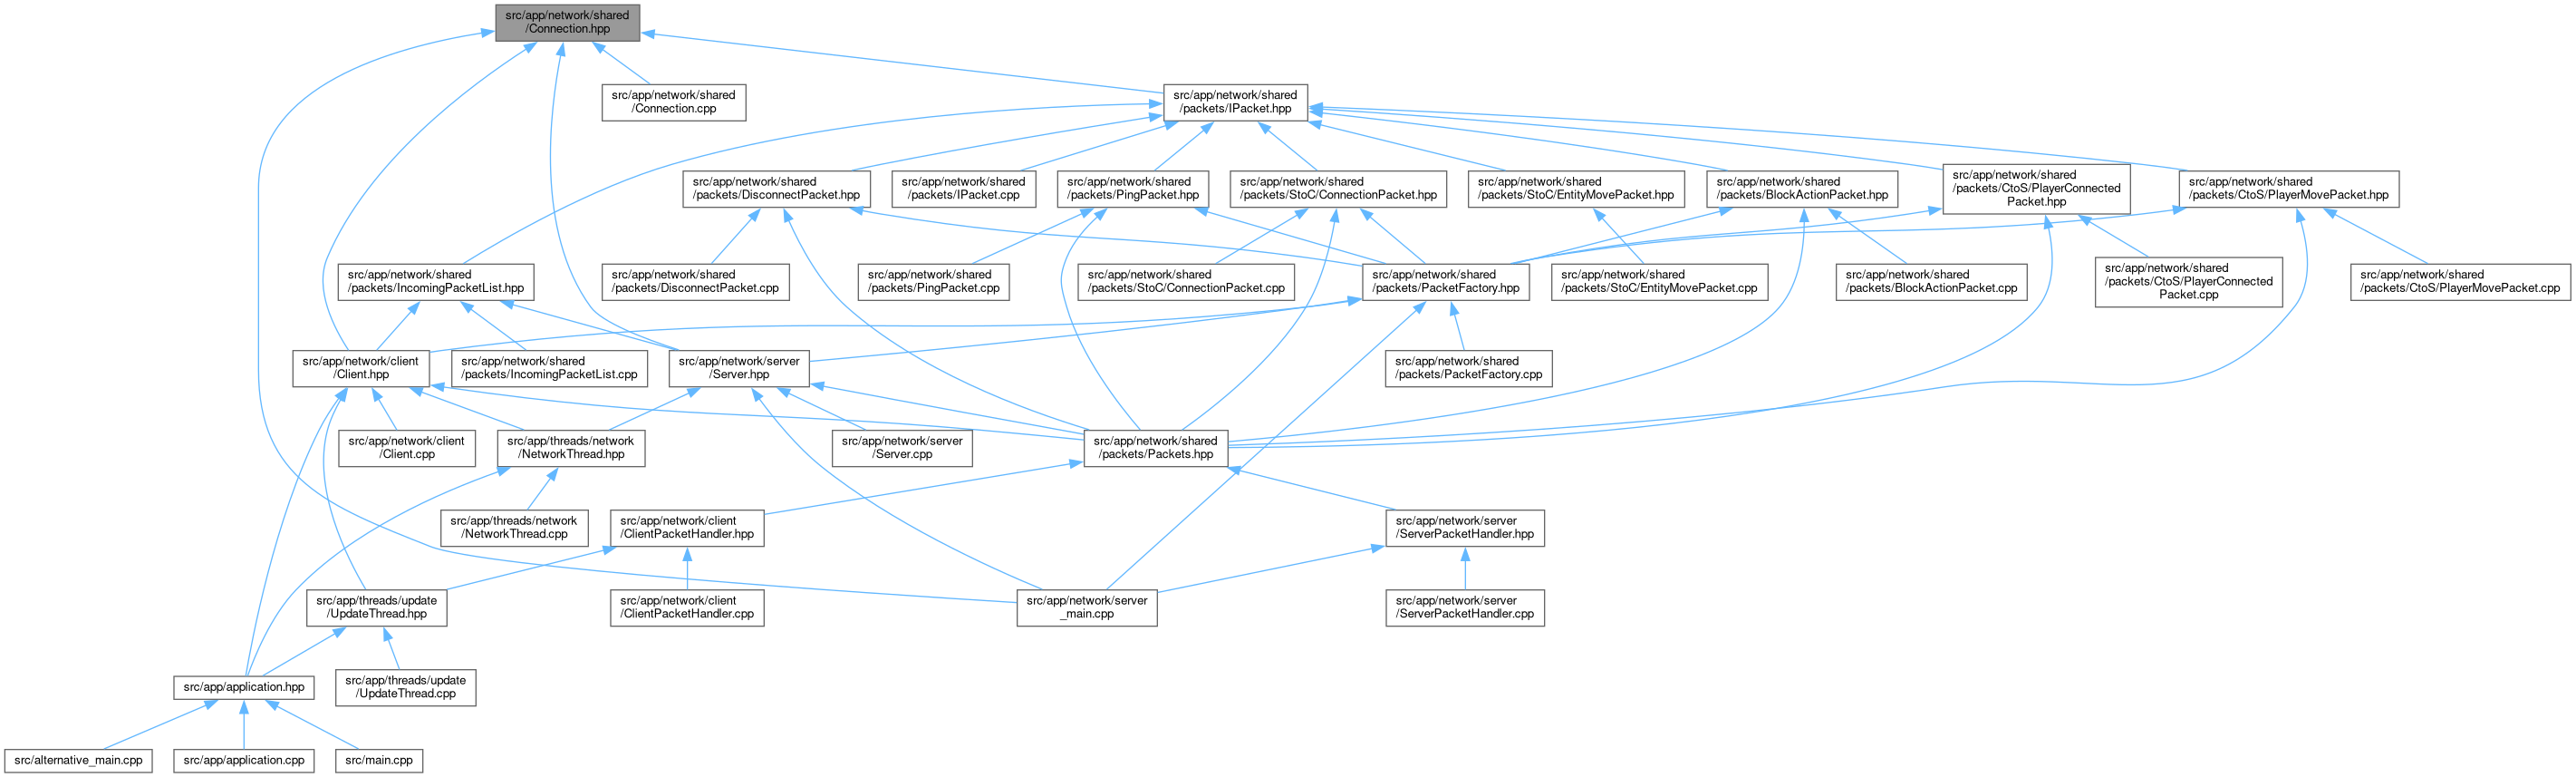 src/app/network/shared
/Connection.hpp
src/app/network/shared
/Connection.cpp
src/app/network/shared
/packets/IPacket.hpp
src/app/network/shared
/packets/DisconnectPacket.hpp
src/app/network/shared
/packets/IPacket.cpp
src/app/network/shared
/packets/PingPacket.hpp
src/app/network/shared
/packets/StoC/ConnectionPacket.hpp
src/app/network/shared
/packets/StoC/EntityMovePacket.hpp
src/app/network/shared
/packets/BlockActionPacket.hpp
src/app/network/shared
/packets/CtoS/PlayerConnected
Packet.hpp
src/app/network/shared
/packets/CtoS/PlayerMovePacket.hpp
src/app/network/shared
/packets/IncomingPacketList.hpp
src/app/network/shared
/packets/DisconnectPacket.cpp
src/app/network/shared
/packets/PingPacket.cpp
src/app/network/shared
/packets/StoC/ConnectionPacket.cpp
src/app/network/shared
/packets/PacketFactory.hpp
src/app/network/shared
/packets/StoC/EntityMovePacket.cpp
src/app/network/shared
/packets/BlockActionPacket.cpp
src/app/network/shared
/packets/CtoS/PlayerConnected
Packet.cpp
src/app/network/shared
/packets/CtoS/PlayerMovePacket.cpp
src/app/network/client
/Client.hpp
src/app/network/shared
/packets/IncomingPacketList.cpp
src/app/network/server
/Server.hpp
src/app/network/shared
/packets/PacketFactory.cpp
src/app/network/client
/Client.cpp
src/app/threads/network
/NetworkThread.hpp
src/app/network/server
/Server.cpp
src/app/network/shared
/packets/Packets.hpp
src/app/threads/network
/NetworkThread.cpp
src/app/network/client
/ClientPacketHandler.hpp
src/app/network/server
/ServerPacketHandler.hpp
src/app/threads/update
/UpdateThread.hpp
src/app/network/client
/ClientPacketHandler.cpp
src/app/network/server
_main.cpp
src/app/network/server
/ServerPacketHandler.cpp
src/app/application.hpp
src/app/threads/update
/UpdateThread.cpp
src/alternative_main.cpp
src/app/application.cpp
src/main.cpp